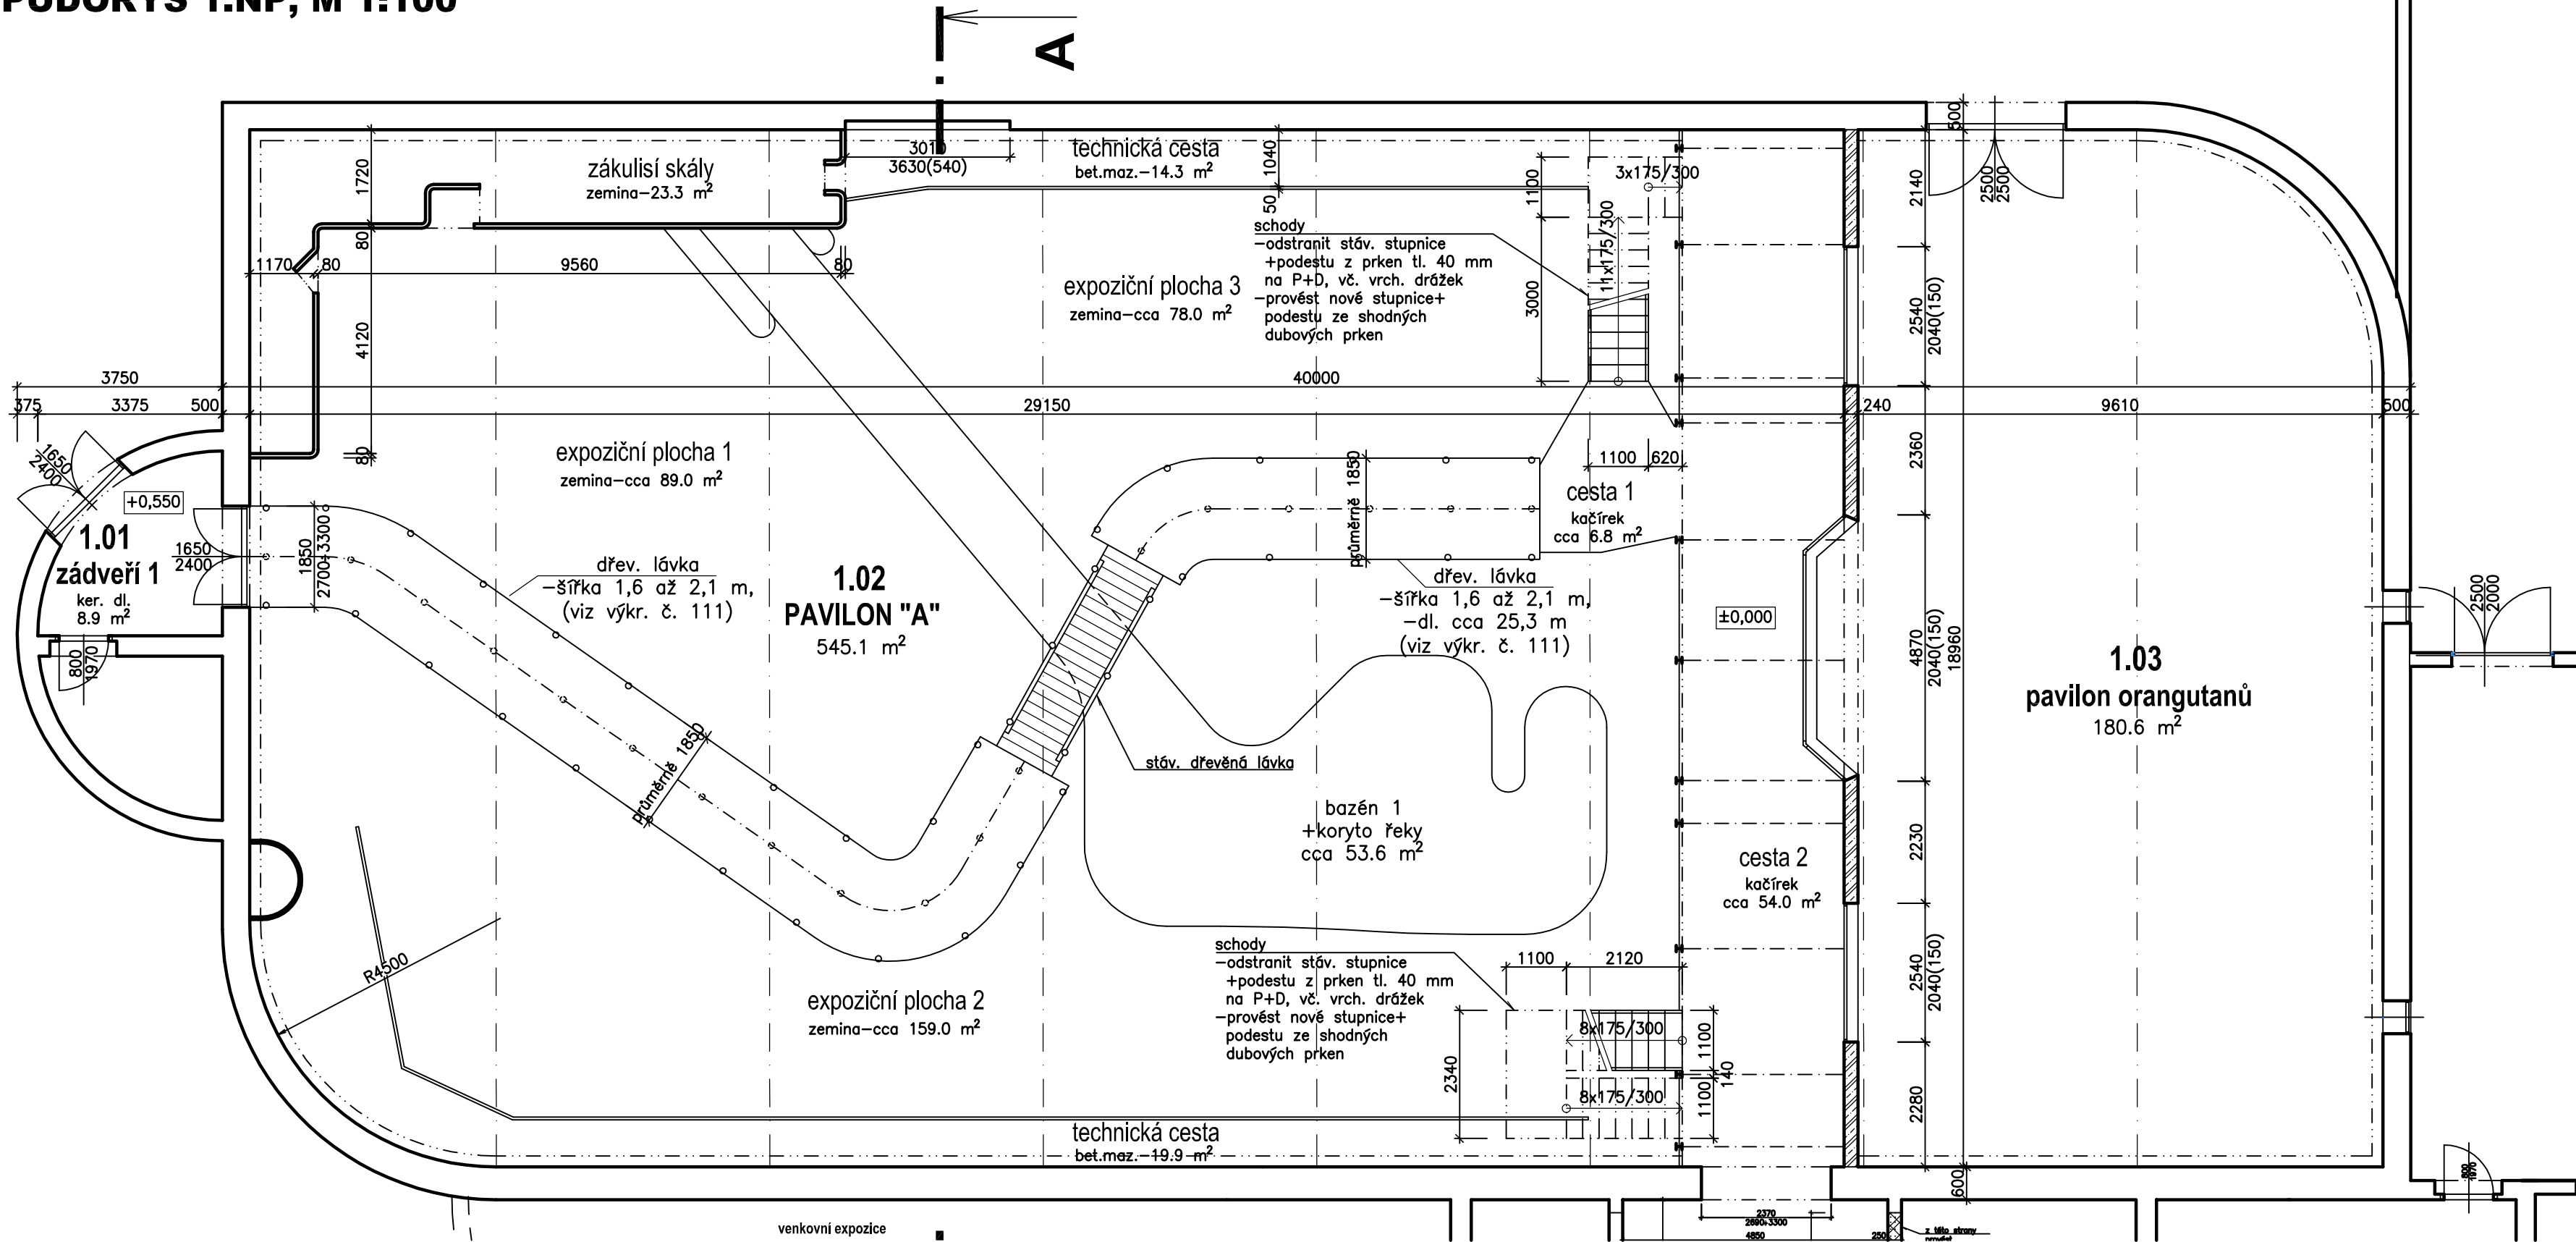 PŮDORYS 1.NP, M 1:100
A
zákulisí skály
zemina-23.3 m²
3010
3630(540)
technická cesta
bet.maz.-14.3 m²
1040
50
1100
3000
3x175/300
11x175/300
500
2500
2500
1720
80
4120
80
1170
80
9560
80
schody
-odstranit stáv. stupnice
+podestu z prken tl. 40 mm
na P+D, vč. vrch. drážek
-provést nové stupnice+
podestu ze shodných
dubových prken
expoziční plocha 3
zemina-cca 78.0 m²
2140
2540
2040(150)
3750
40000
375
3375
500
29150
240
9610
500
2360
1650
2400
+0,550
1.01
zádveří 1
ker. dl.
8.9 m²
1650
2400
800
1970
1850
2700+3300
expoziční plocha 1
zemina-cca 89.0 m²
dřev. lávka
-šířka 1,6 až 2,1 m,
(viz výkr. č. 111)
1.02
PAVILON "A"
545.1 m²
průměrně 1850
1100
620
cesta 1
kačírek
cca 6.8 m²
dřev. lávka
-šířka 1,6 až 2,1 m,
-dl. cca 25,3 m
(viz výkr. č. 111)
±0,000
4870
2040(150)
18960
2500
2000
1.03
pavilon orangutanů
180.6 m²
průměrně 1850
stáv. dřevěná lávka
bazén 1
+koryto řeky
cca 53.6 m²
2230
cesta 2
kačírek
cca 54.0 m²
R4500
expoziční plocha 2
zemina-cca 159.0 m²
schody
-odstranit stáv. stupnice
+podestu z prken tl. 40 mm
na P+D, vč. vrch. drážek
-provést nové stupnice+
podestu ze shodných
dubových prken
1100
2120
2340
8x175/300
8x175/300
1100
140
1100
2540
2040(150)
2280
technická cesta
bet.maz.-19.9 m²
600
800
1970
venkovní expozice
2370
2690+3300
4850
250
z této strany
provést